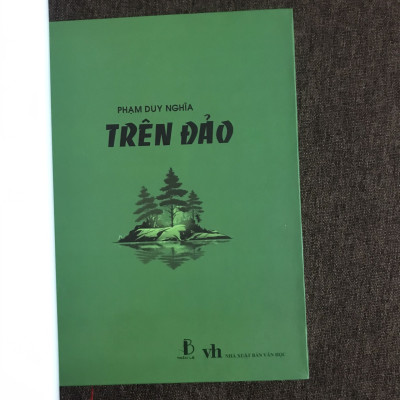 PHẠM DUY NGHĨA
TRÊN ĐẢO
vh NHÀ XUẤT BẢN VĂN HỌC